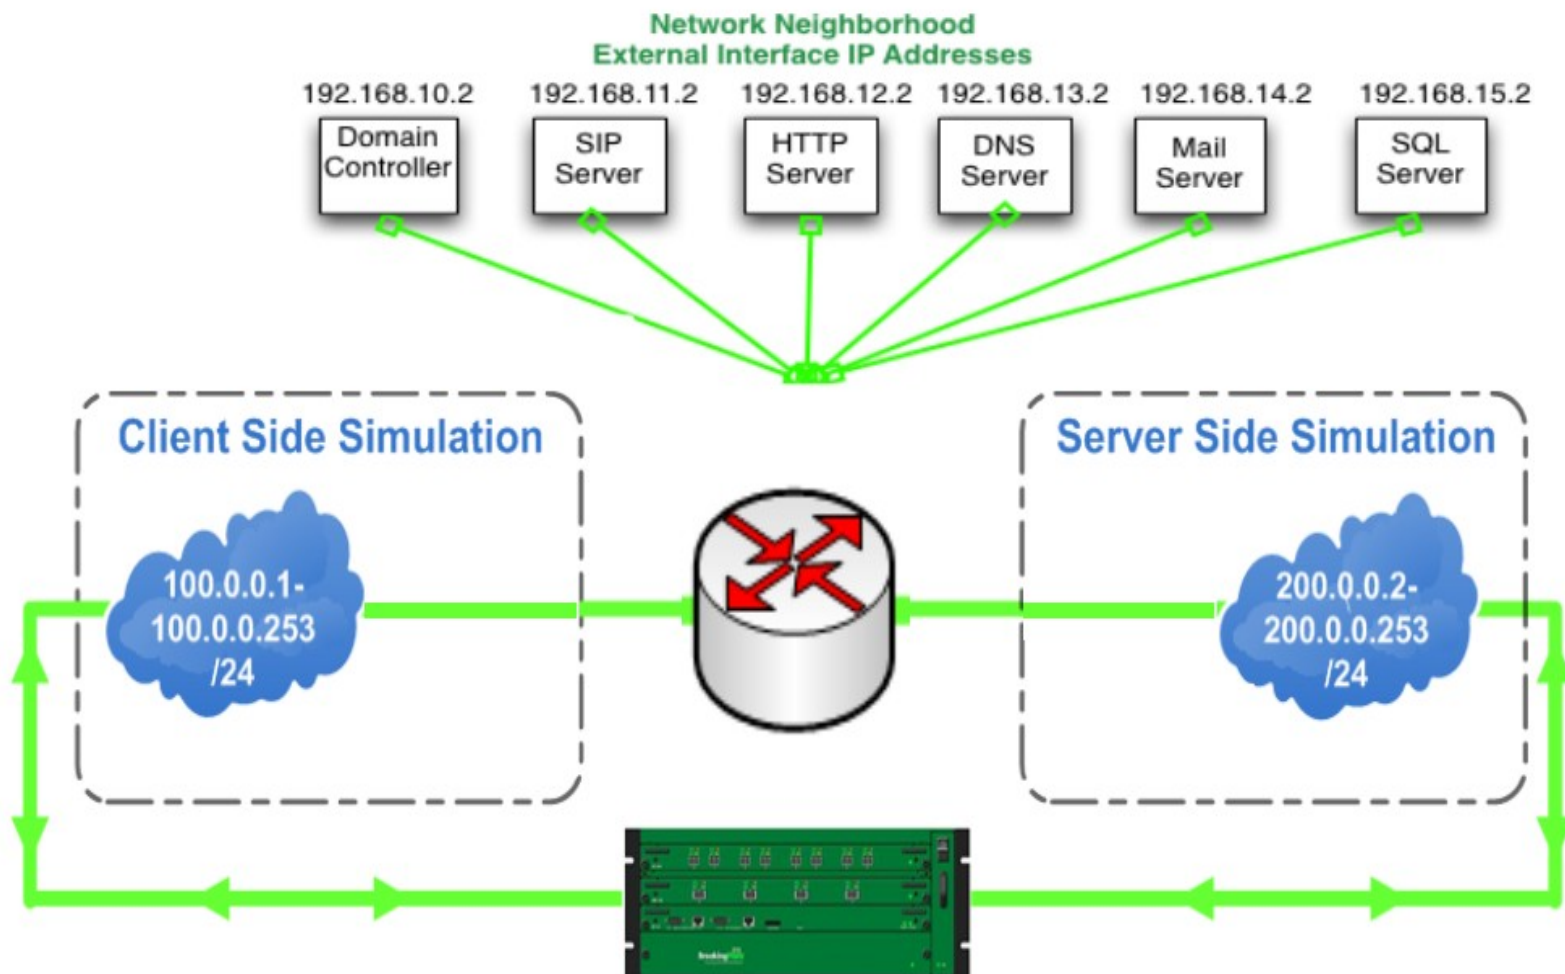 Network Neighborhood
External Interface IP Addresses
192.168.10.2 192.168.11.2 192.168.12.2 192.168.13.2 192.168.14.2 192.168.15.2
Domain
Controller
SIP
Server
HTTP
Server
DNS
Server
Mail
Server
SQL
Server
Client Side Simulation
100.0.0.1-
100.0.0.253
/24
Server Side Simulation
200.0.0.2-
200.0.0.253
/24